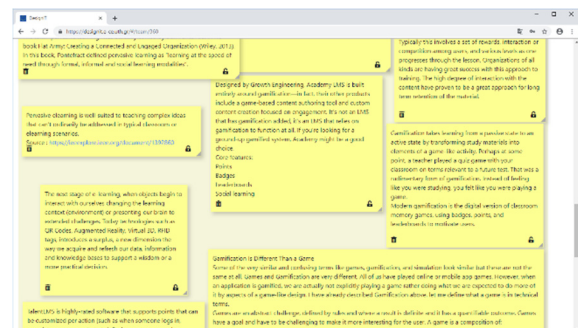 book Flat Army: Creating a Connected and Engaged Organization (Wiley, 2013).
In this book, Pontefract defined pervasive learning as "learning at the speed of
need through formal, informal and social learning modalities".
Typically this involves a set of rewards, interaction or
competition among users, and various levels as one
progresses through the lesson. Organizations of all
kinds are having great success with this approach to
training. The high degree of interaction with the
content have proven to be a great approach for long
term retention of the material.
Designed by Growth Engineering, Academy LMS is built
entirely around gamification—in fact, their other products
include a game-based content authoring tool and custom
content creation focused on engagement. It's not an LMS
that has gamification added, it's an LMS that relies on
gamification to function at all. If you're looking for a
ground-up gamified system, Academy might be a good
choice
Core features:
Points
Badges
Leaderboards
Social learning
Pervasive elearning is well suited to teaching complex ideas
that can't ordinarily be addressed in typical classroom or
elearning scenarios.
Source:
Gamification takes learning from a passive state to an
active state by transforming study materials into
elements of a game-like activity. Perhaps at some
point, a teacher played a quiz game with your
classroom on terms relevant to a future test. That was a
rudimentary form of gamification. Instead of feeling
like you were studying, you felt like you were playing a
game.
Modern gamification is the digital version of classroom
memory games, using badges, points, and
leaderboards to motivate users.
The next stage of e-learning, when objects begin to
interact with ourselves changing the learning
context (environment) or presenting our brain to
extended challenges. Today technologies such as
QR Codes, Augmented Reality, Virtual 3D, RFID
tags, introduces a surplus, a new dimension the
way we acquire and refresh our data, information
and knowledge bases to support a wisdom or a
more practical decision.
Gamification is Different Than a Game
Some of the very similar and confusing terms like games, gamification, and simulation look similar but these are not the
same at all. Games and Gamification are very different. All of us have played online or mobile app games. However, when
an application is gamified, we are actually not explicitly playing a game rather doing what we are expected to do more of
it by aspects of a game-like design. I have already described Gamification above, let me define what a game is in technical
terms.
Games are an abstract challenge, defined by rules and where a result is definite and it has a quantifiable outcome. Games
have a goal and have to be challenging to make it more interesting for the user. A game is a composition of:
TalentLMS is highly-rated software that supports points that can
be customized per action (such as when someone logs in,